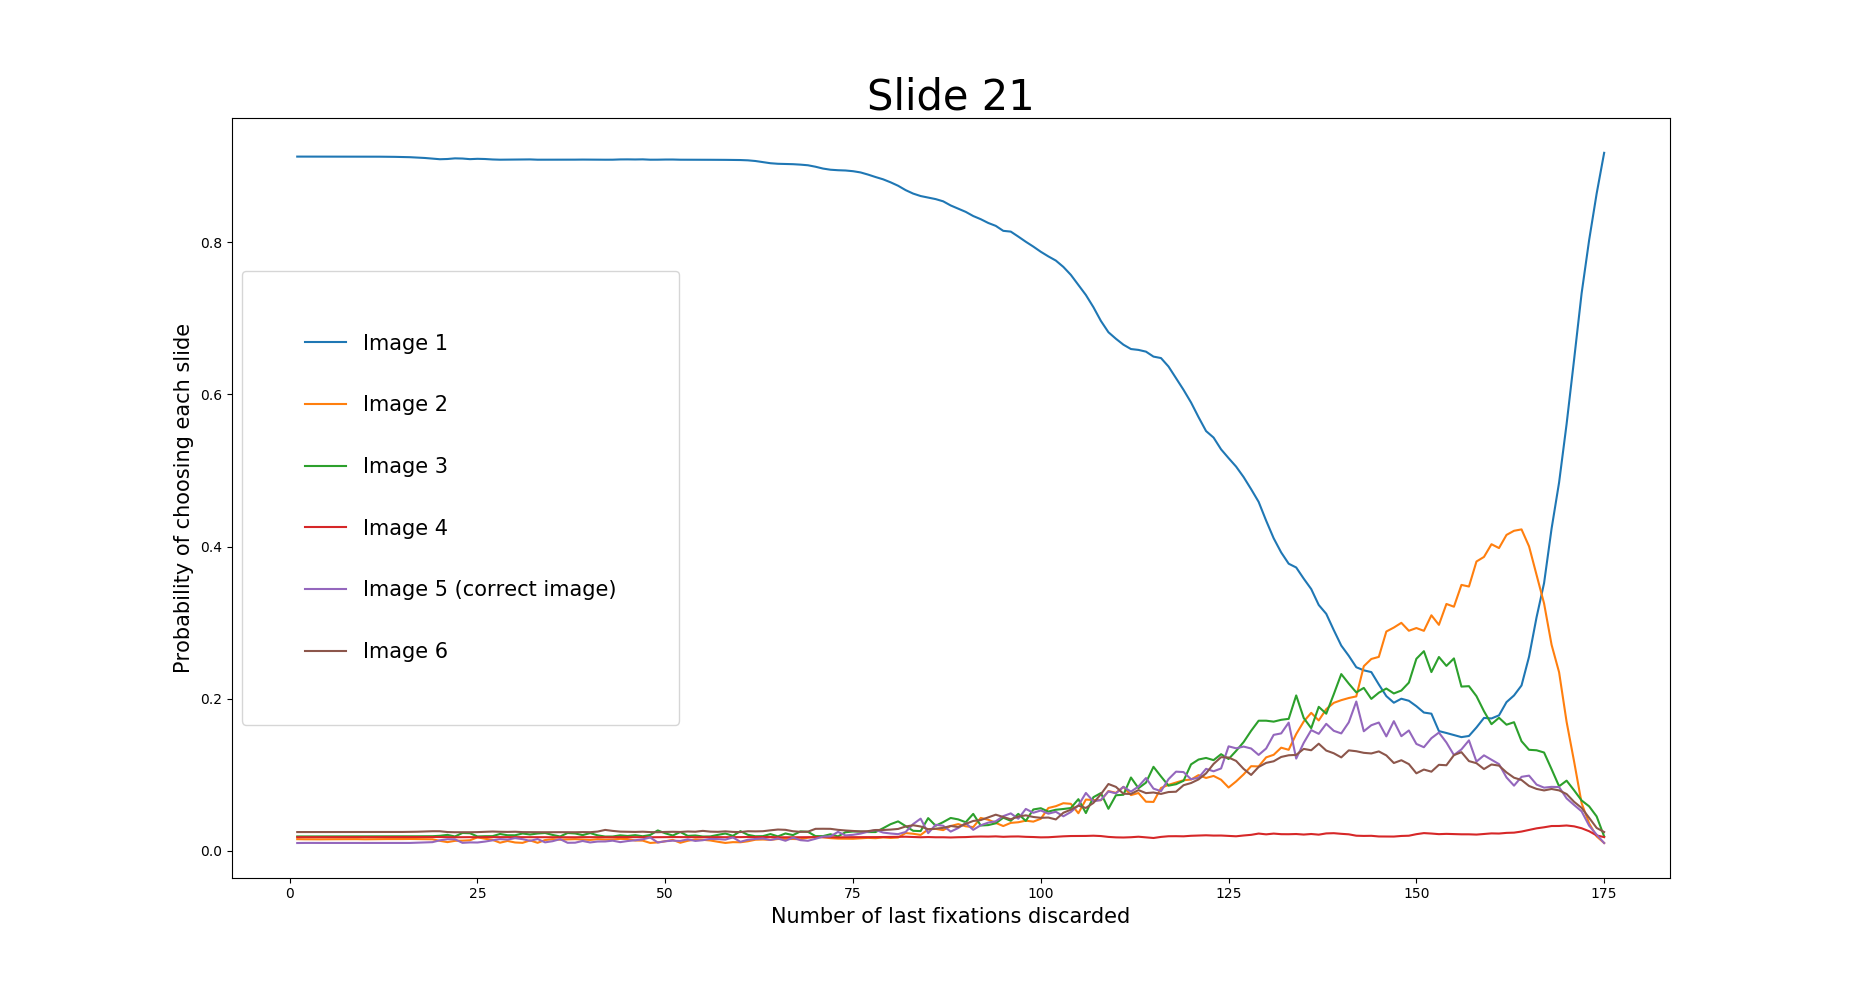 Slide 21
Probability of choosing each slide
0.8
0.6
0.4
0.2
0.0
Image 1
Image 2
Image 3
Image 4
Image 5 (correct image)
Image 6
0 25 50 75 100 125 150 175
Number of last fixations discarded